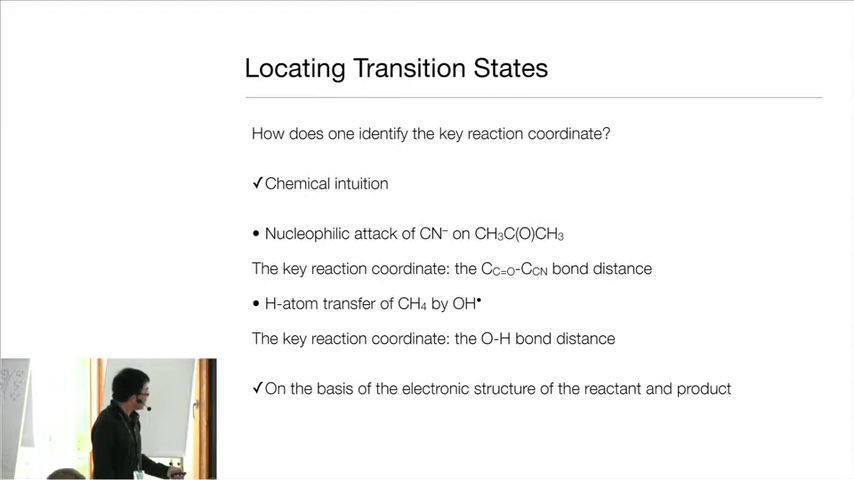 Locating Transition States
How does one identify the key reaction coordinate?
✓Chemical intuition
• Nucleophilic attack of CN⁻ on CH₃C(O)CH₃
The key reaction coordinate: the C_C=O-C_CN bond distance
• H-atom transfer of CH₄ by OH•
The key reaction coordinate: the O-H bond distance
✓On the basis of the electronic structure of the reactant and product